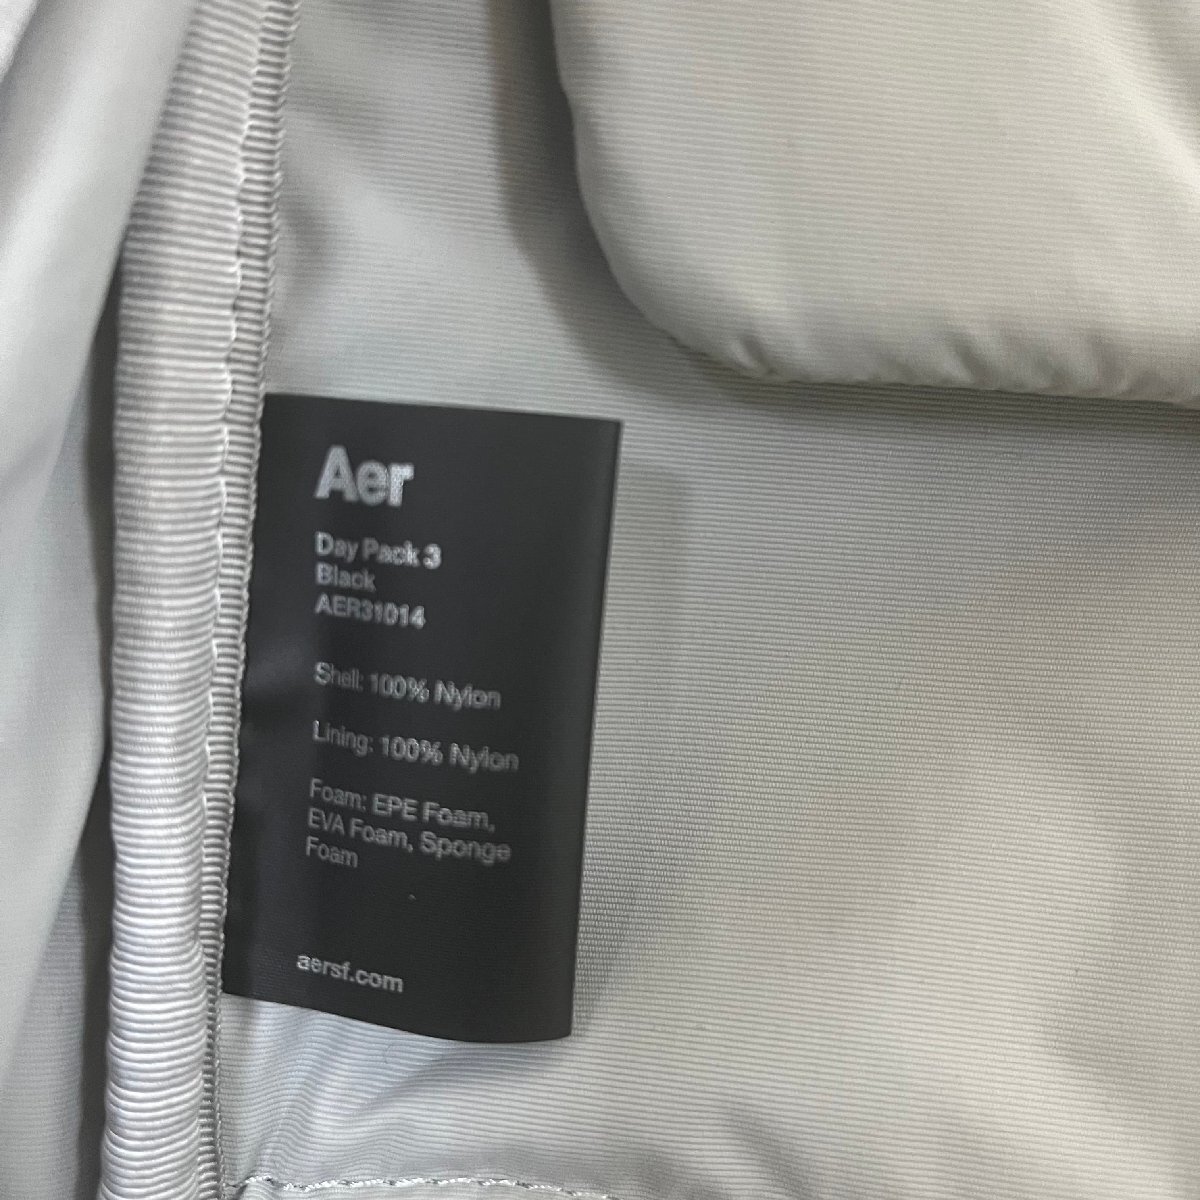 Aer
Day Pack 3
Black
AER31014
Shell: 100% Nylon
Lining: 100% Nylon
Foam: EPE Foam,
EVA Foam, Sponge
Foam
aersf.com